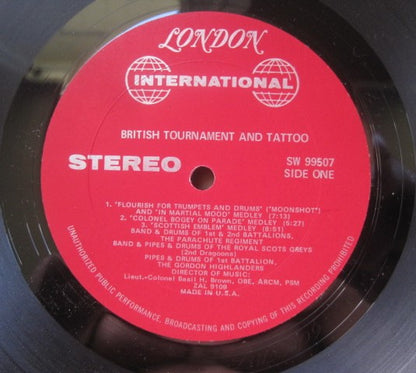 LONDON
INTERNATIONAL
BRITISH TOURNAMENT AND TATTOO
STEREO
SW 99507
SIDE ONE
1. "FLOURISH FOR TRUMPETS AND DRUMS" ("MOONSHOT")
AND "IN MARTIAL MOOD" MEDLEY (7:13)
2. "COLONEL BOGEY ON PARADE" MEDLEY (5:27)
3. "SCOTTISH EMBLEM" MEDLEY (8:51)
BAND & DRUMS OF 1st & 2nd BATTALIONS,
THE PARACHUTE REGIMENT
BAND & PIPES & DRUMS OF THE ROYAL SCOTS GREYS
(2nd Dragoons)
PIPES & DRUMS OF 1st BATTALION,
THE GORDON HIGHLANDERS
DIRECTOR OF MUSIC:
Lieut.-Colonel Basil H. Brown, OBE, ARCM, PSM
ZAL 9109
MADE IN U.S.A.
UNAUTHORIZED PUBLIC PERFORMANCE, BROADCASTING AND COPYING OF THIS RECORDING PROHIBITED